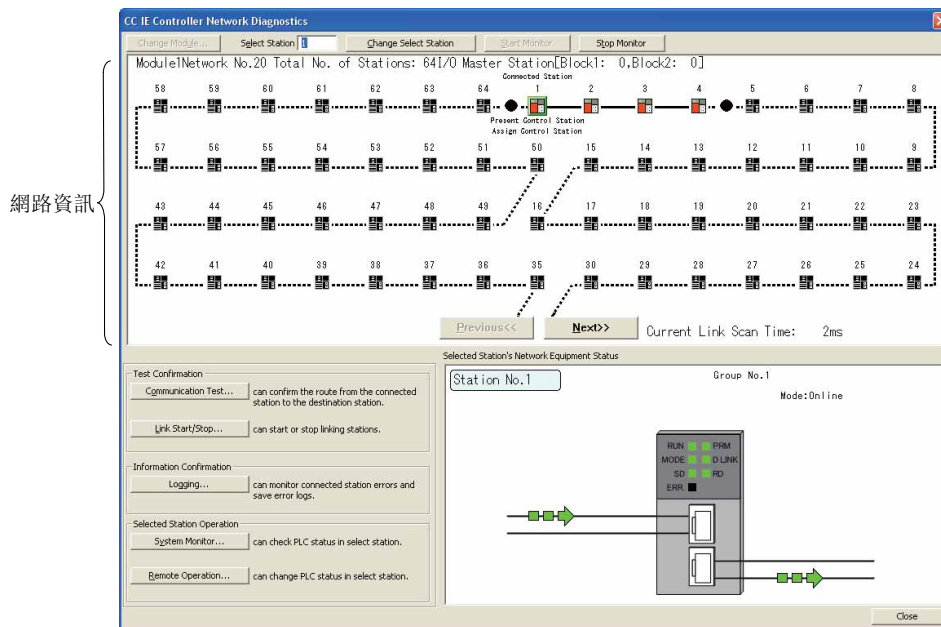 CC IE Controller Network Diagnostics
Change Module... Select Station 1 Change Select Station Start Monitor Stop Monitor
Module1Network No.20 Total No. of Stations: 64I/O Master Station[Block1: 0,Block2: 0]
Connected Station
58 59 60 61 62 63 64 1 2 3 4 5 6 7 8
Present Control Station
Assign Control Station
57 56 55 54 53 52 51 50 15 14 13 12 11 10 9
網路資訊
43 44 45 46 47 48 49 16 17 18 19 20 21 22 23
42 41 40 39 38 37 36 35 30 29 28 27 26 25 24
Previous<< Next>> Current Link Scan Time: 2ms
Selected Station's Network Equipment Status
Test Confirmation
Communication Test... can confirm the route from the connected
station to the destination station.
Link Start/Stop... can start or stop linking stations.
Information Confirmation
Logging... can monitor connected station errors and
save error logs.
Selected Station Operation
System Monitor... can check PLC status in select station.
Remote Operation... can change PLC status in select station.
Station No.1
Group No.1
Mode:Online
RUN PRM
MODE D LINK
SD RD
ERR.
Close